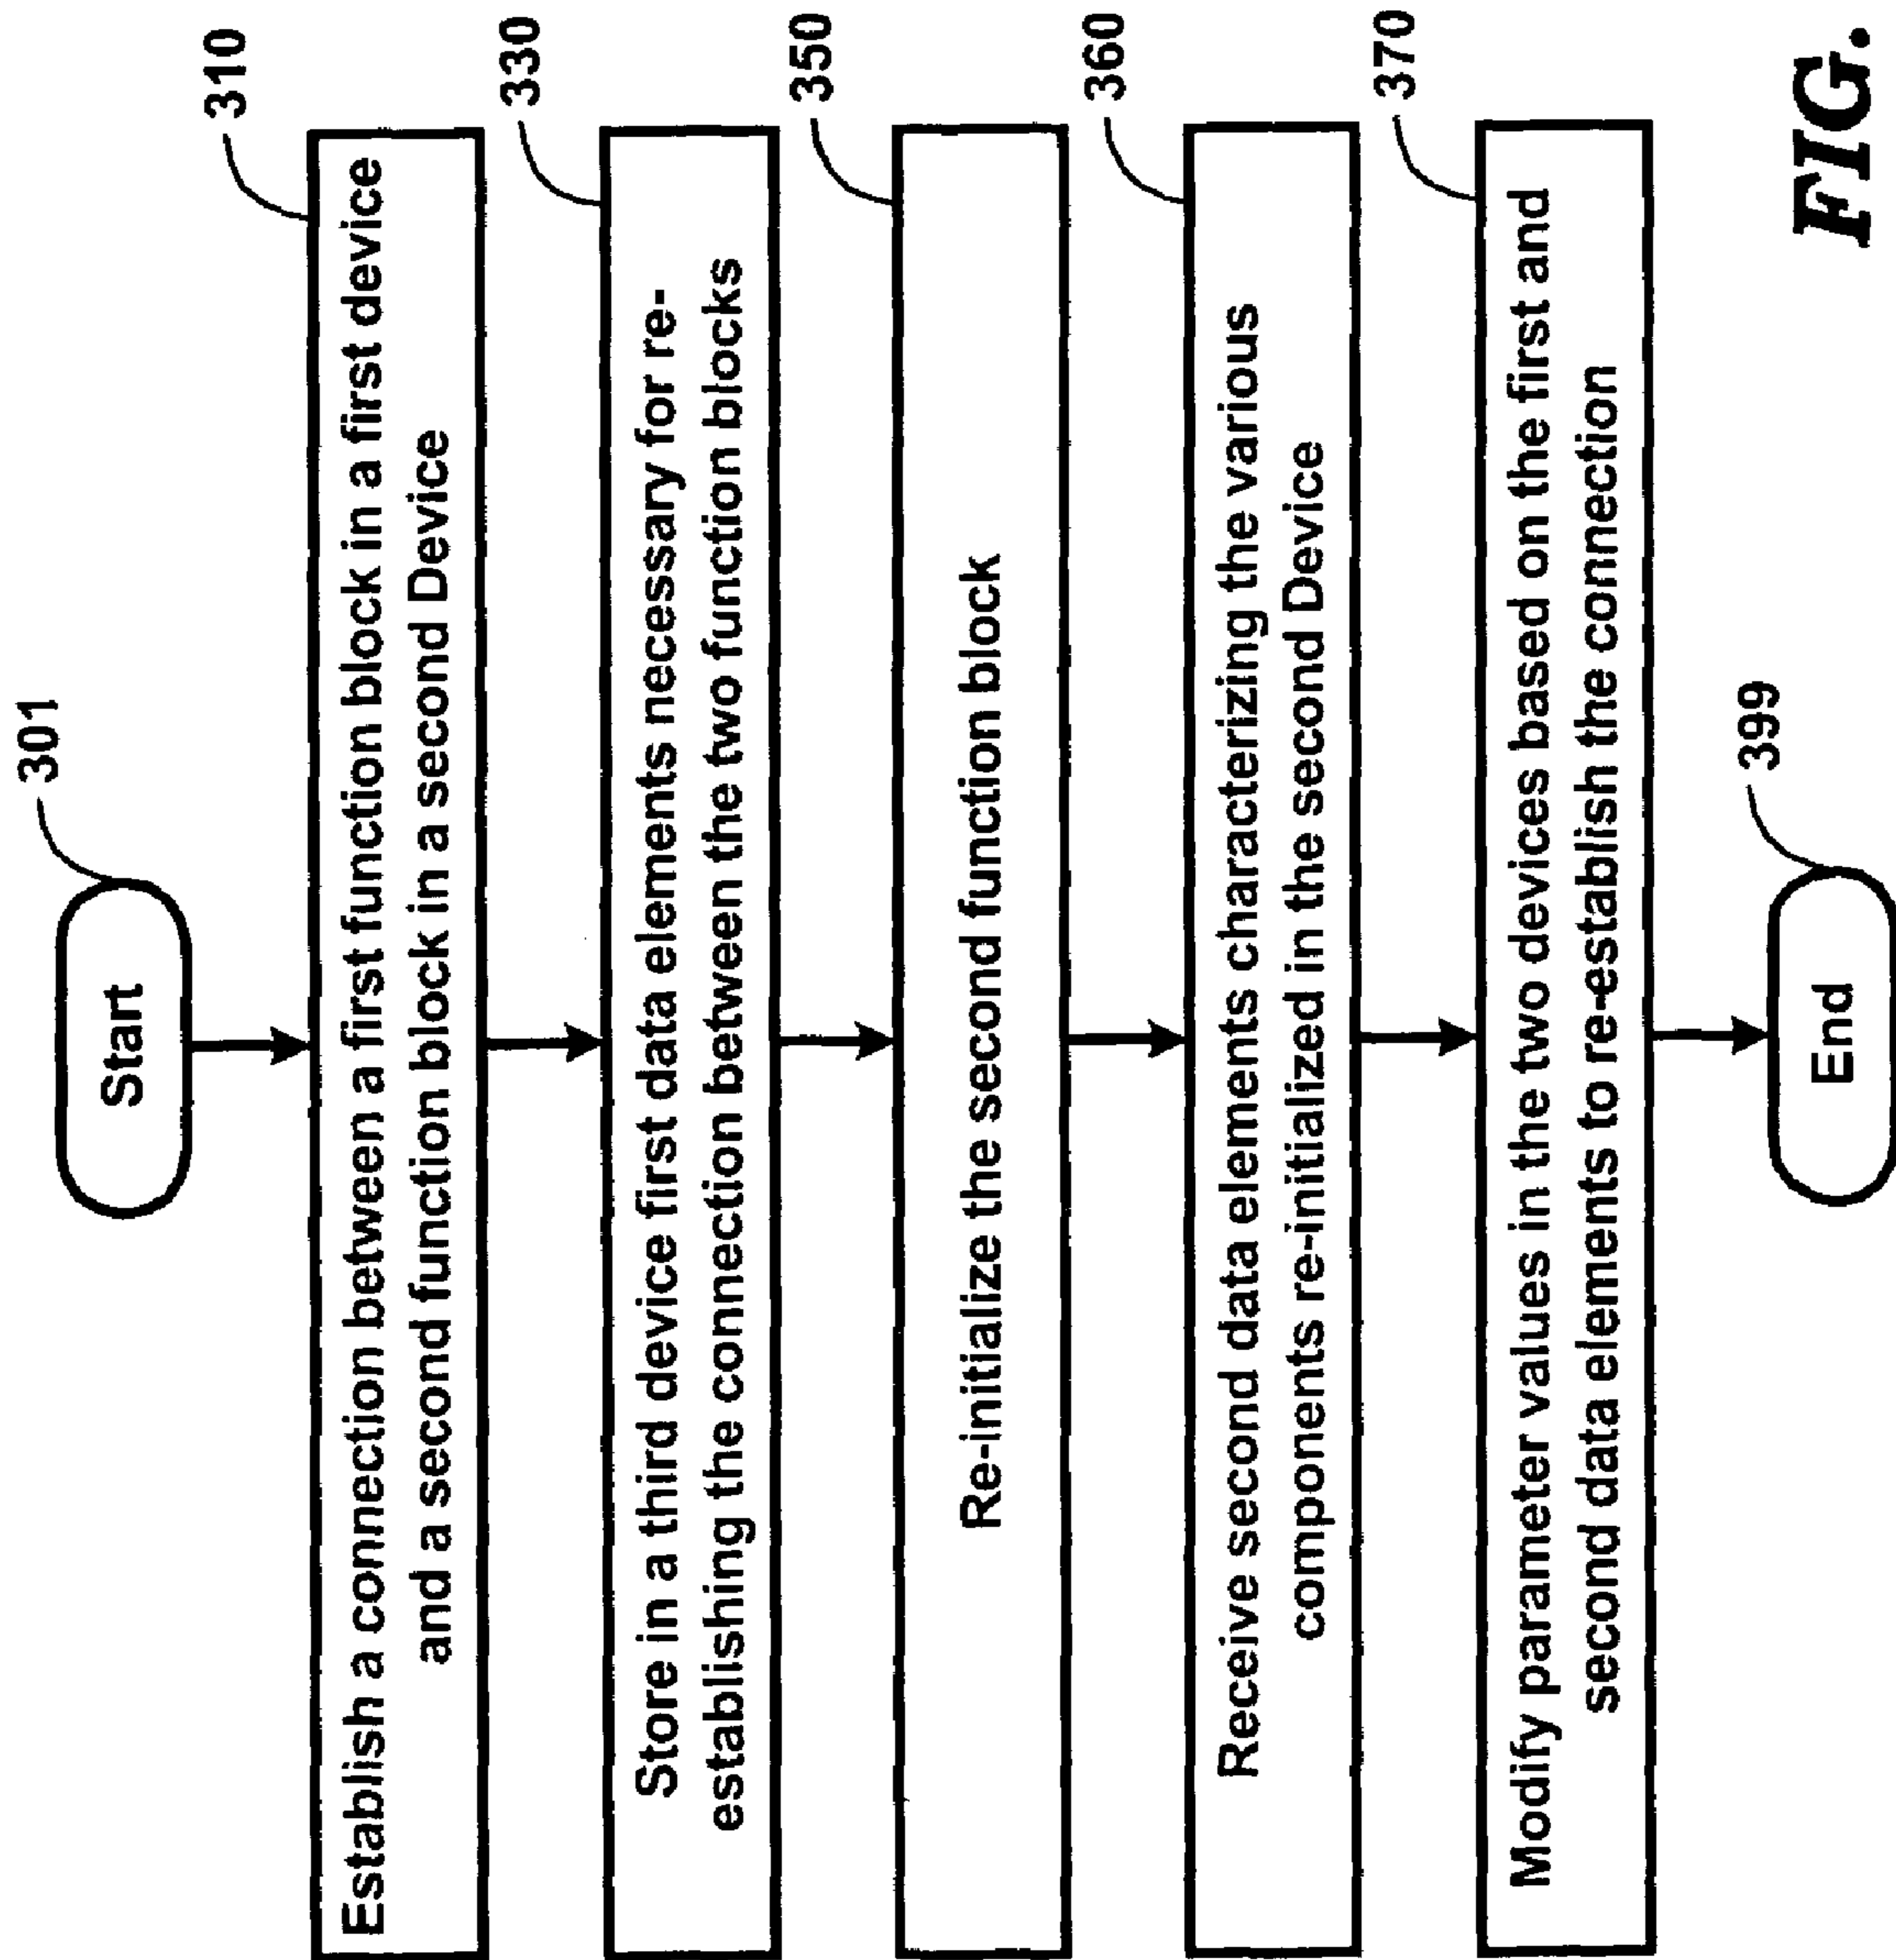 301
Start
310
Establish a connection between a first function block in a first device
and a second function block in a second Device
330
Store in a third device first data elements necessary for re-
establishing the connection between the two function blocks
350
Re-initialize the second function block
360
Receive second data elements characterizing the various
components re-initialized in the second Device
370
Modify parameter values in the two devices based on the first and
second data elements to re-establish the connection
399
End
FIG.